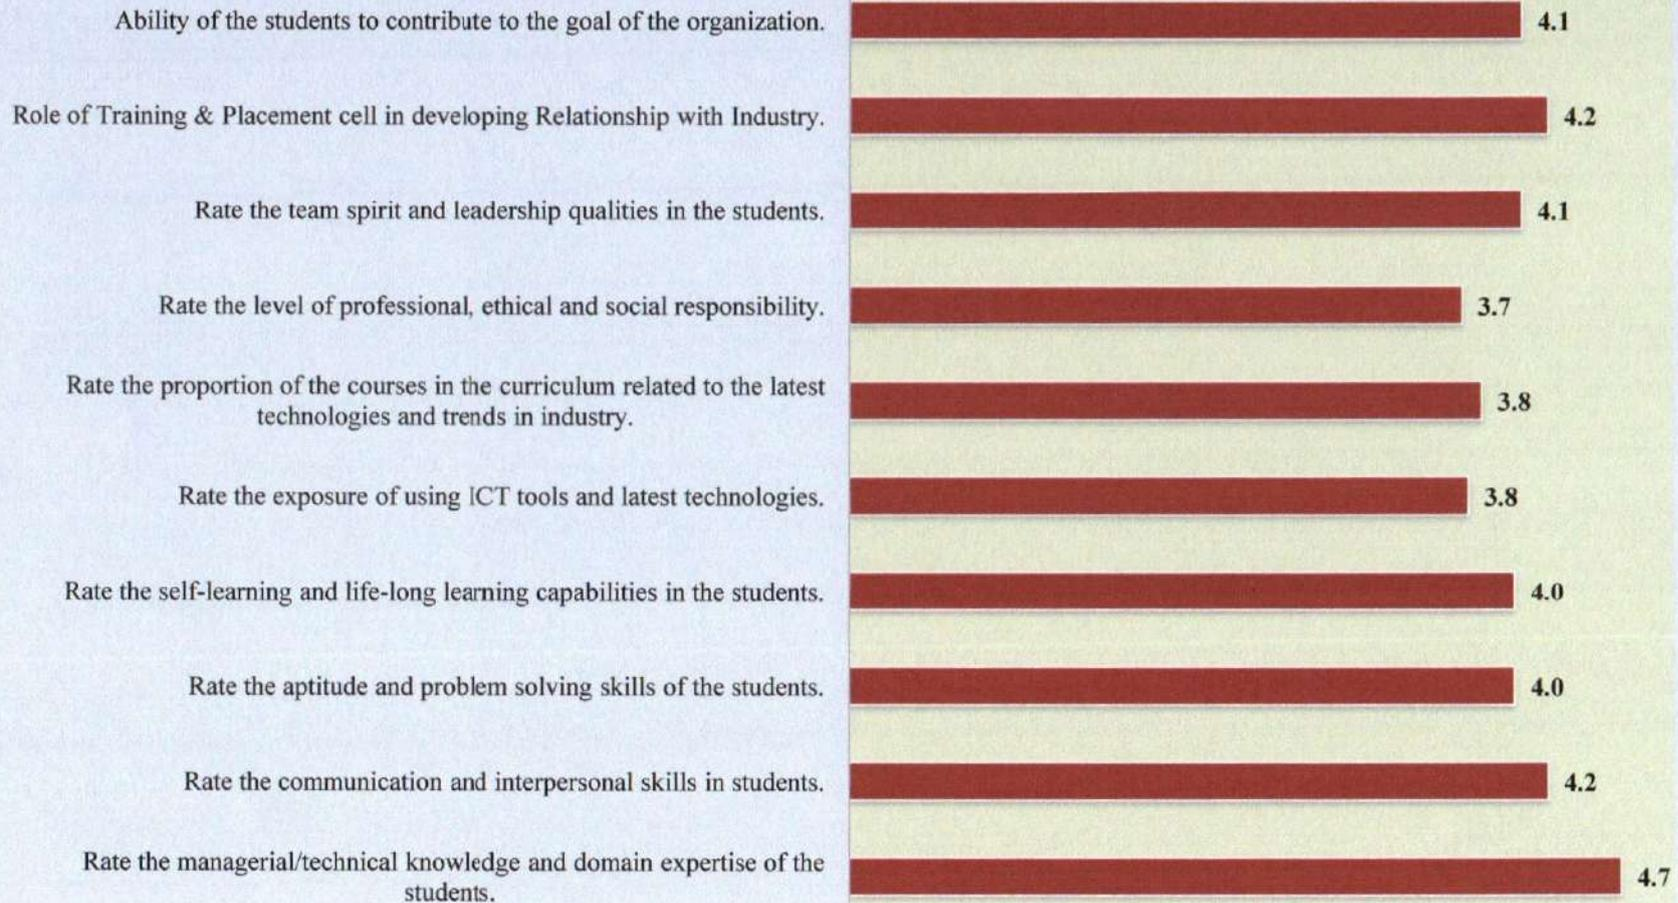 Ability of the students to contribute to the goal of the organization. 4.1
Role of Training & Placement cell in developing Relationship with Industry. 4.2
Rate the team spirit and leadership qualities in the students. 4.1
Rate the level of professional, ethical and social responsibility. 3.7
Rate the proportion of the courses in the curriculum related to the latest
technologies and trends in industry. 3.8
Rate the exposure of using ICT tools and latest technologies. 3.8
Rate the self-learning and life-long learning capabilities in the students. 4.0
Rate the aptitude and problem solving skills of the students. 4.0
Rate the communication and interpersonal skills in students. 4.2
Rate the managerial/technical knowledge and domain expertise of the
students. 4.7